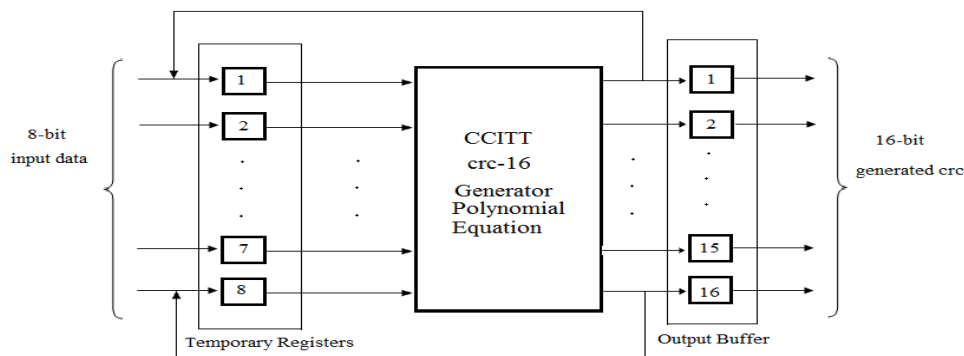 8-bit
input data
1
2
7
8
Temporary Registers
CCITT
crc-16
Generator
Polynomial
Equation
1
2
15
16
Output Buffer
16-bit
generated crc